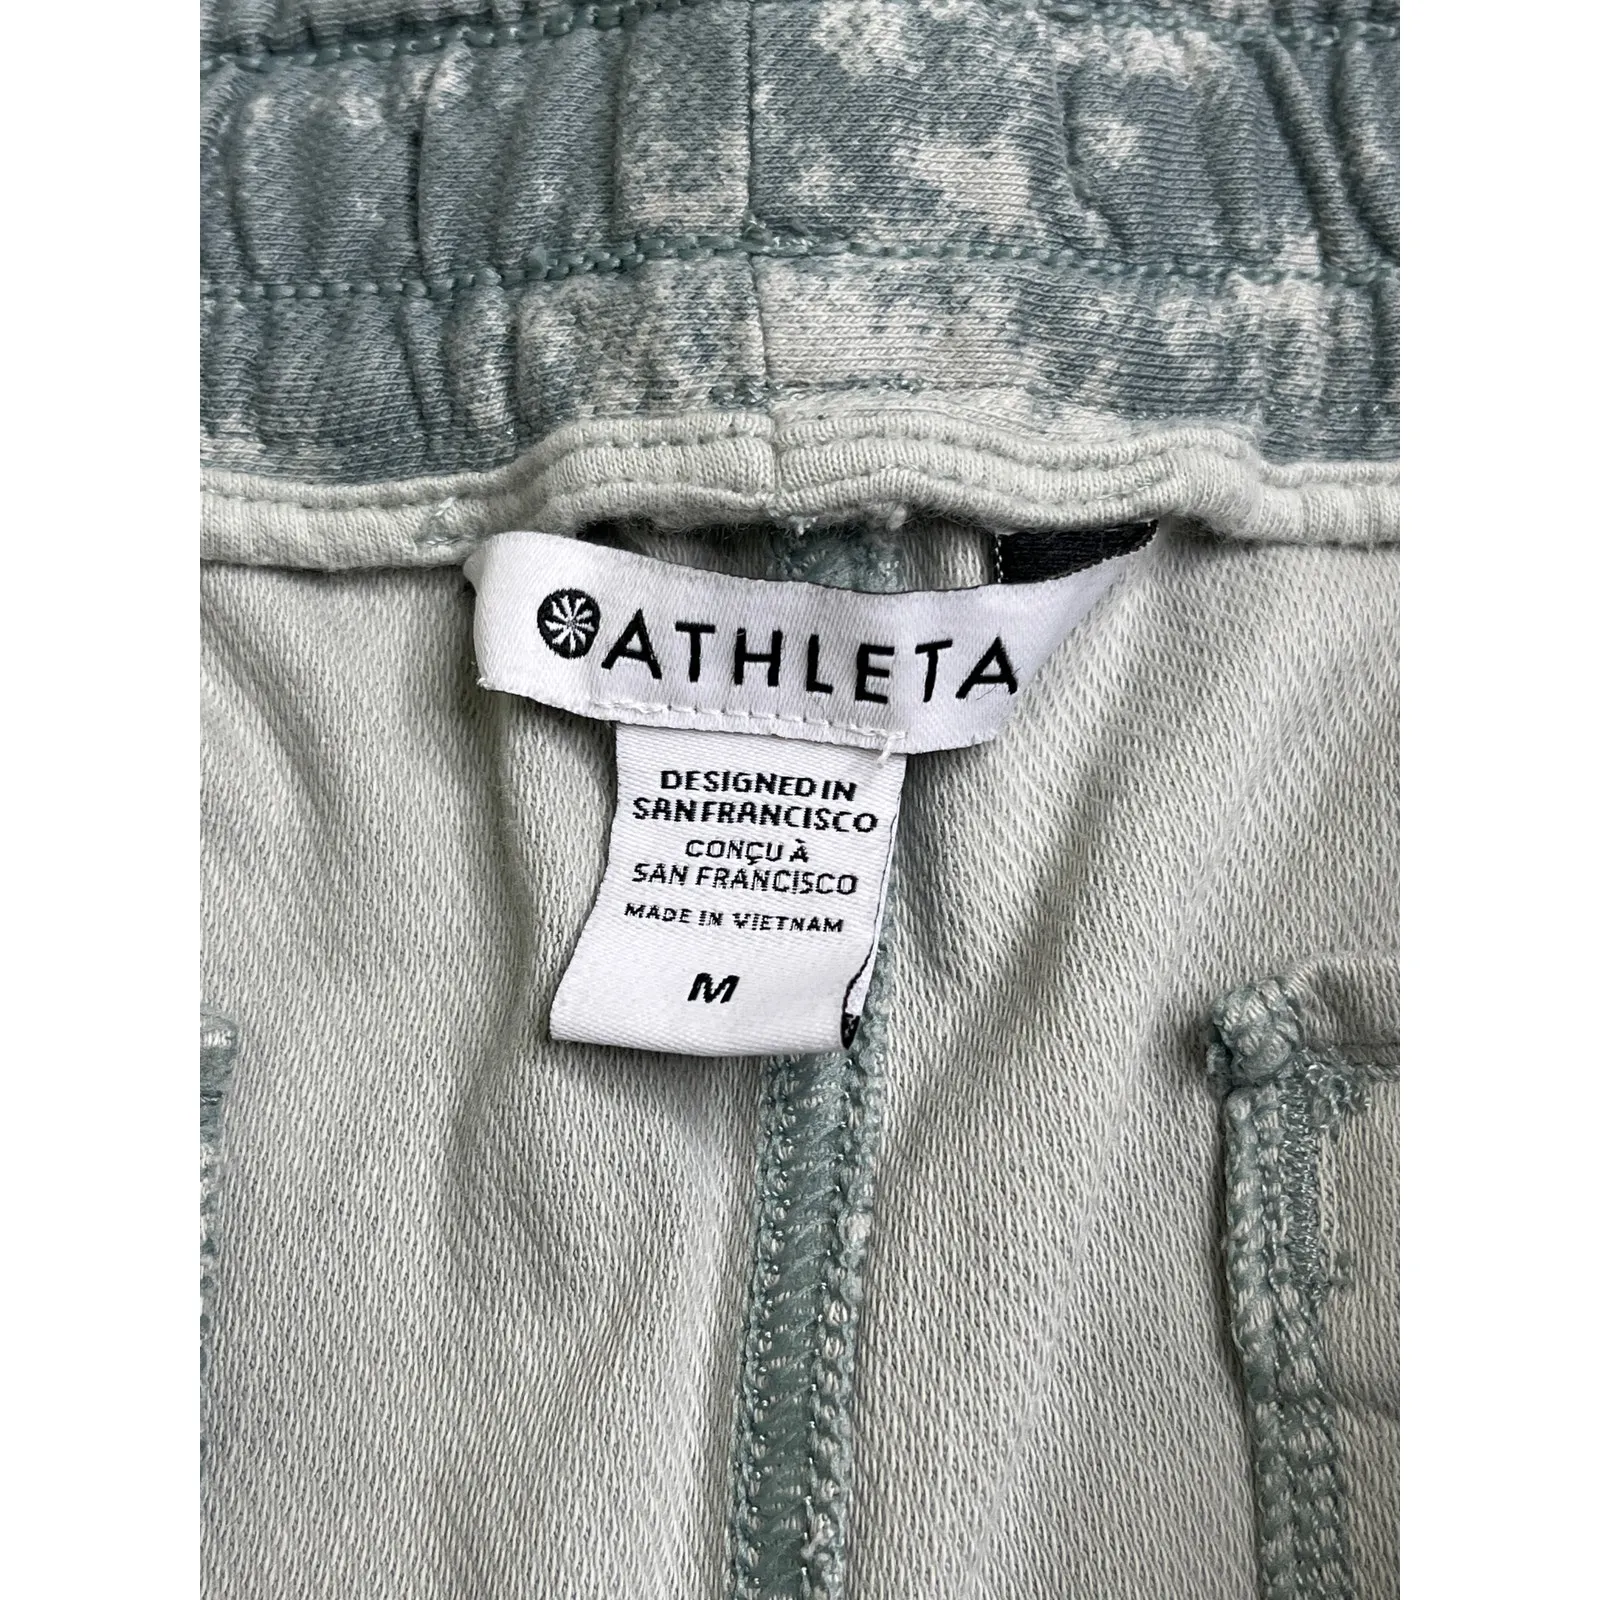 ATHLETA
DESIGNED IN
SAN FRANCISCO
CONÇU À
SAN FRANCISCO
MADE IN VIETNAM
M